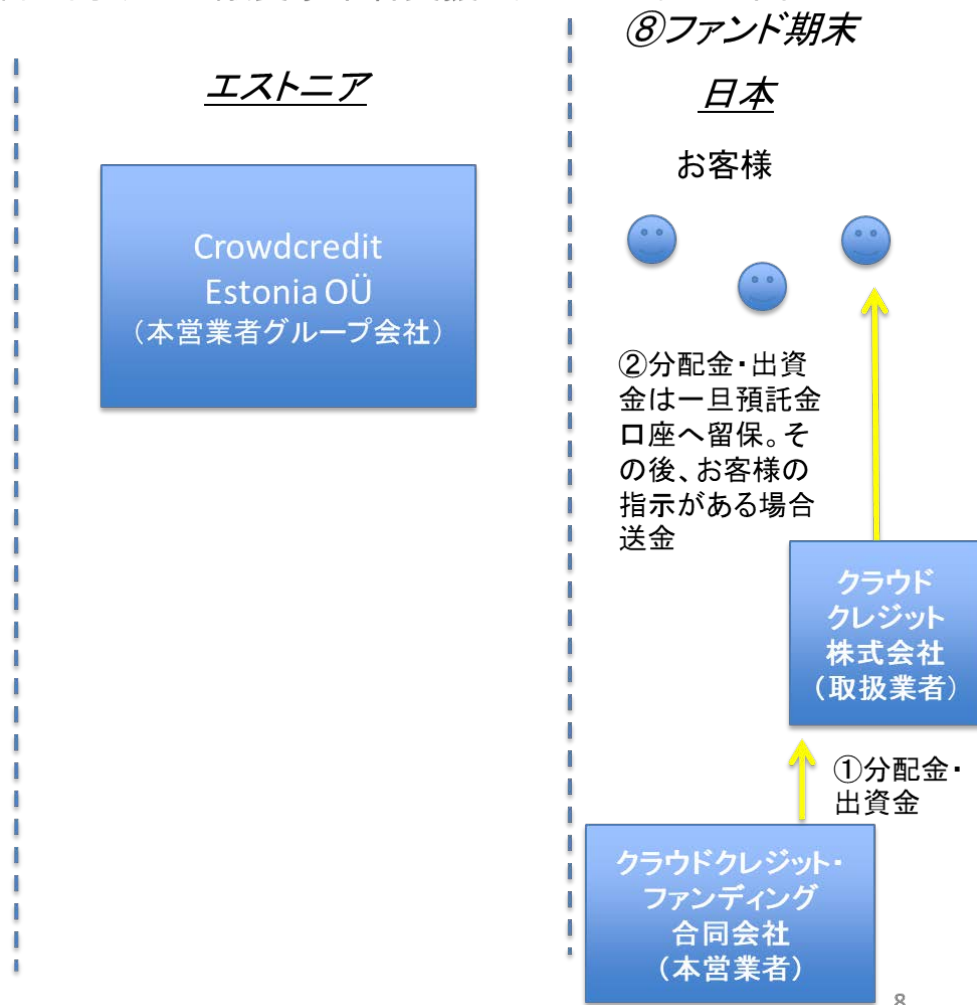 ⑧ファンド期末
エストニア
日本
お客様
Crowdcredit
Estonia OÜ
（本営業者グループ会社）
②分配金・出資
金は一旦預託金
口座へ留保。そ
の後、お客様の
指示がある場合
送金
クラウド
クレジット
株式会社
（取扱業者）
①分配金・
出資金
クラウドクレジット・
ファンディング
合同会社
（本営業者）
8